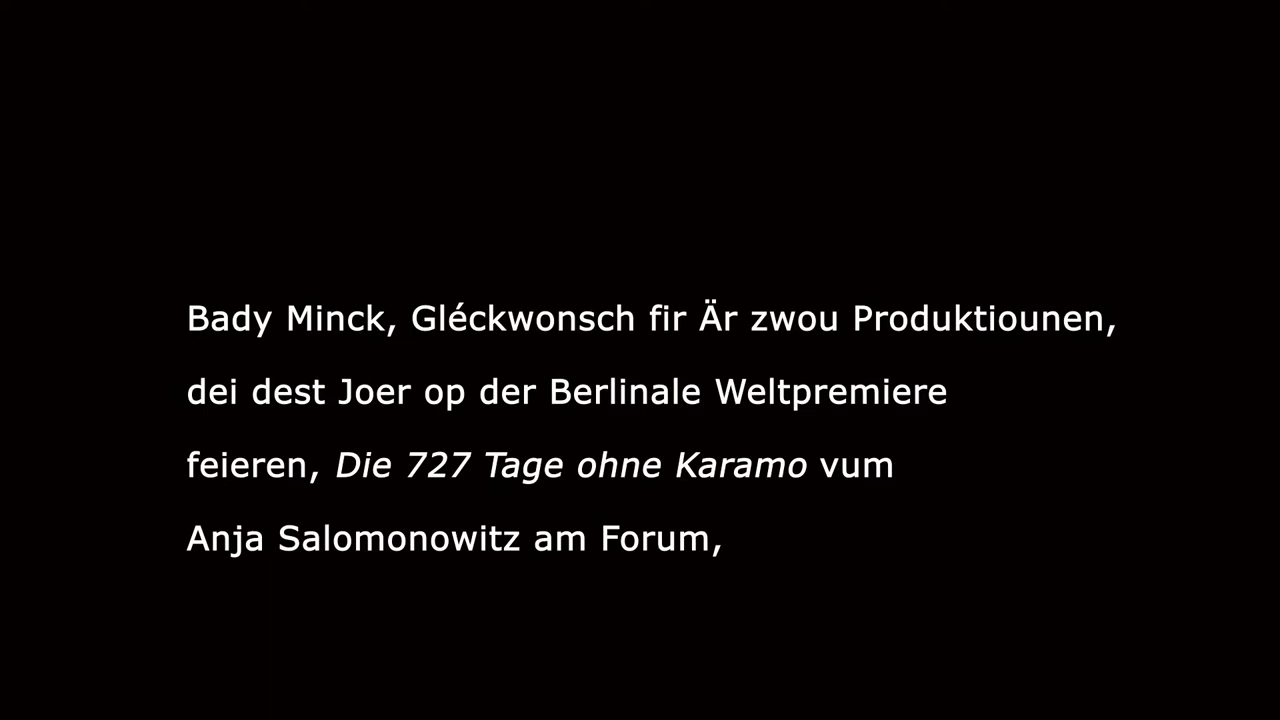 Bady Minck, Gléckwonsch fir Är zwou Produktiounen,
dei dest Joer op der Berlinale Weltpremiere
feieren, Die 727 Tage ohne Karamo vum
Anja Salomonowitz am Forum,